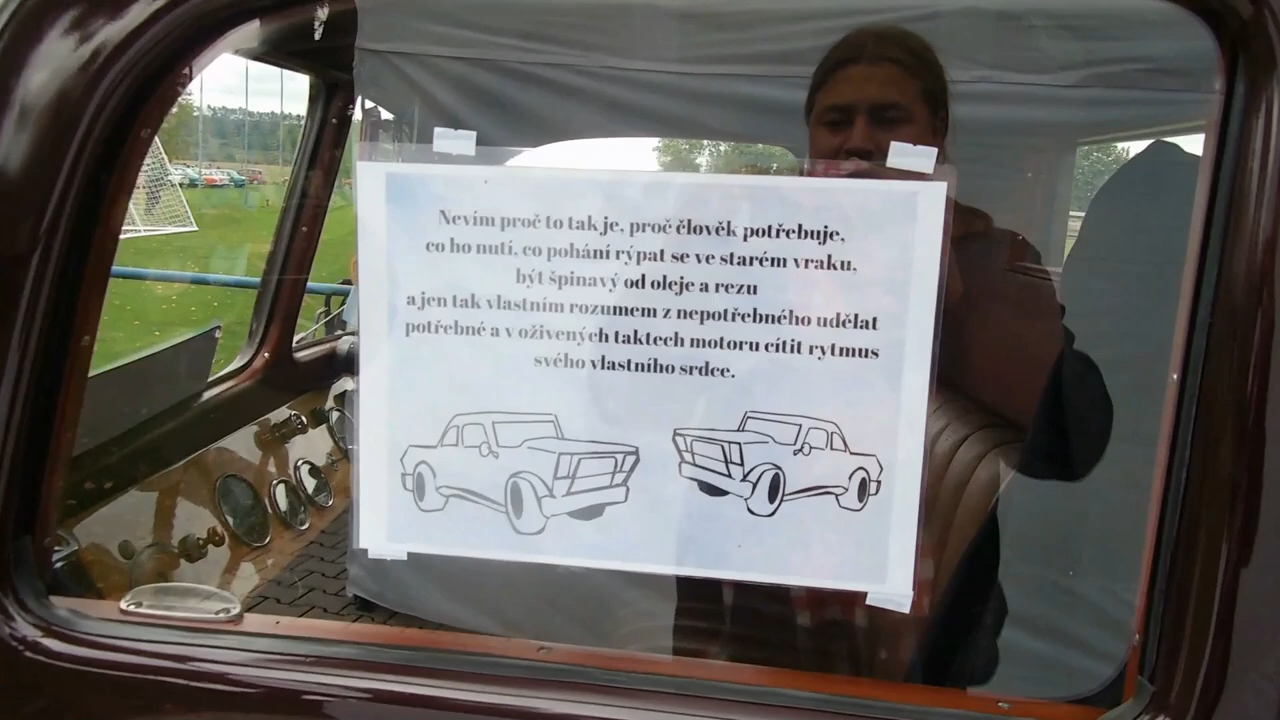 Nevím proč to tak je, proč člověk potřebuje,
co ho nutí, co pohání rýpat se ve starém vraku,
být špinavý od oleje a rezu
a jen tak vlastním rozumem z nepotřebného udělat
potřebné a v oživených taktech motoru cítit rytmus
svého vlastního srdce.